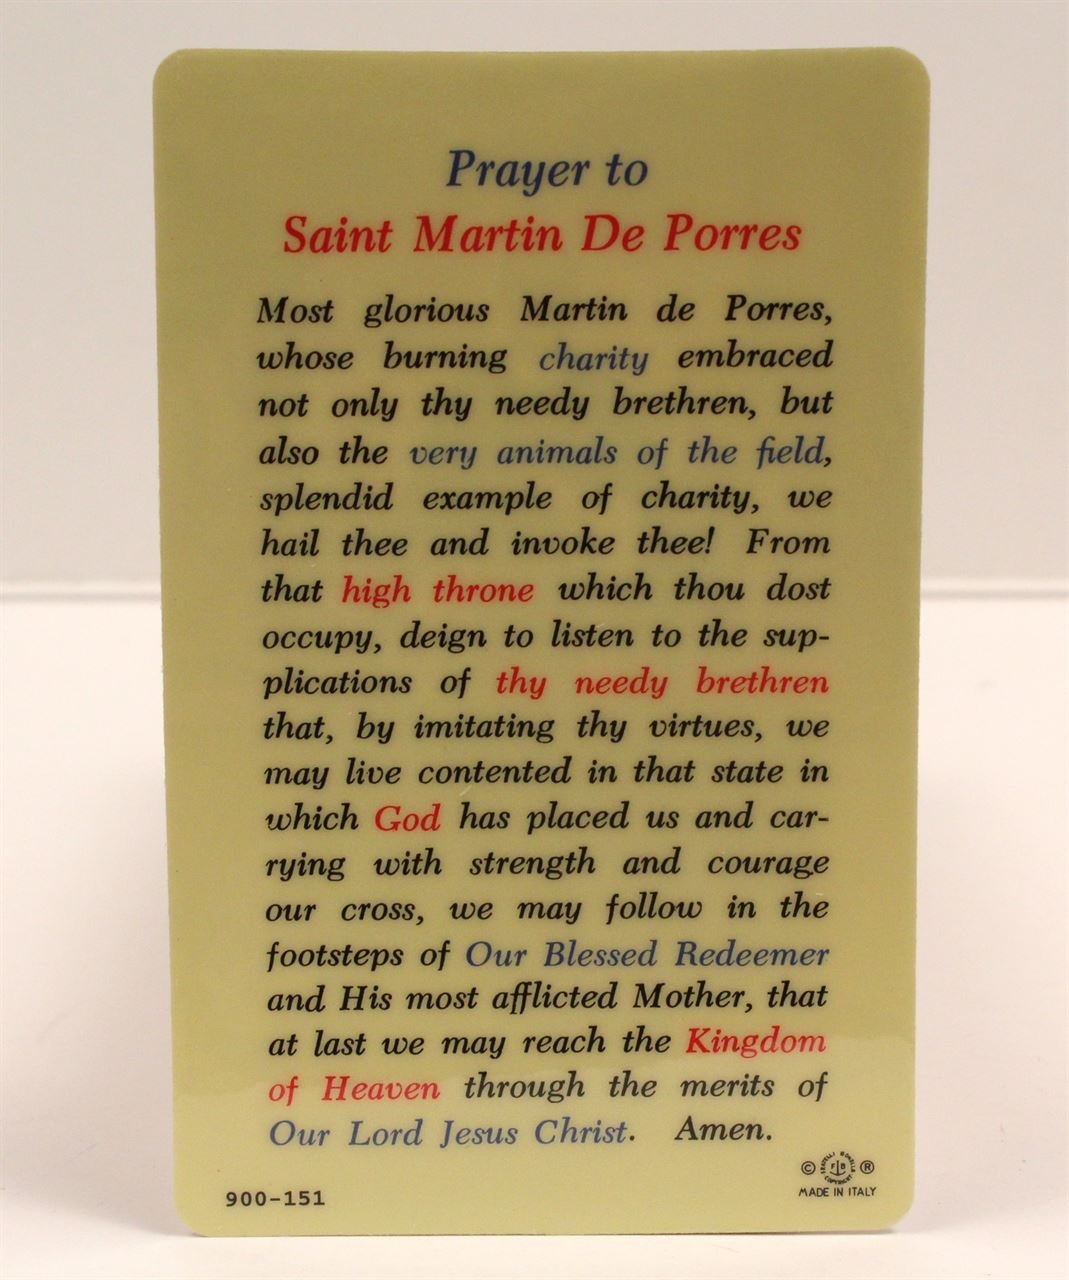 Prayer to
Saint Martin De Porres
Most glorious Martin de Porres,
whose burning charity embraced
not only thy needy brethren, but
also the very animals of the field,
splendid example of charity, we
hail thee and invoke thee! From
that high throne which thou dost
occupy, deign to listen to the sup-
plications of thy needy brethren
that, by imitating thy virtues, we
may live contented in that state in
which God has placed us and car-
rying with strength and courage
our cross, we may follow in the
footsteps of Our Blessed Redeemer
and His most afflicted Mother, that
at last we may reach the Kingdom
of Heaven through the merits of
Our Lord Jesus Christ. Amen.
© FRATELLI BONELLA FB COPYRIGHT ®
900-151
MADE IN ITALY